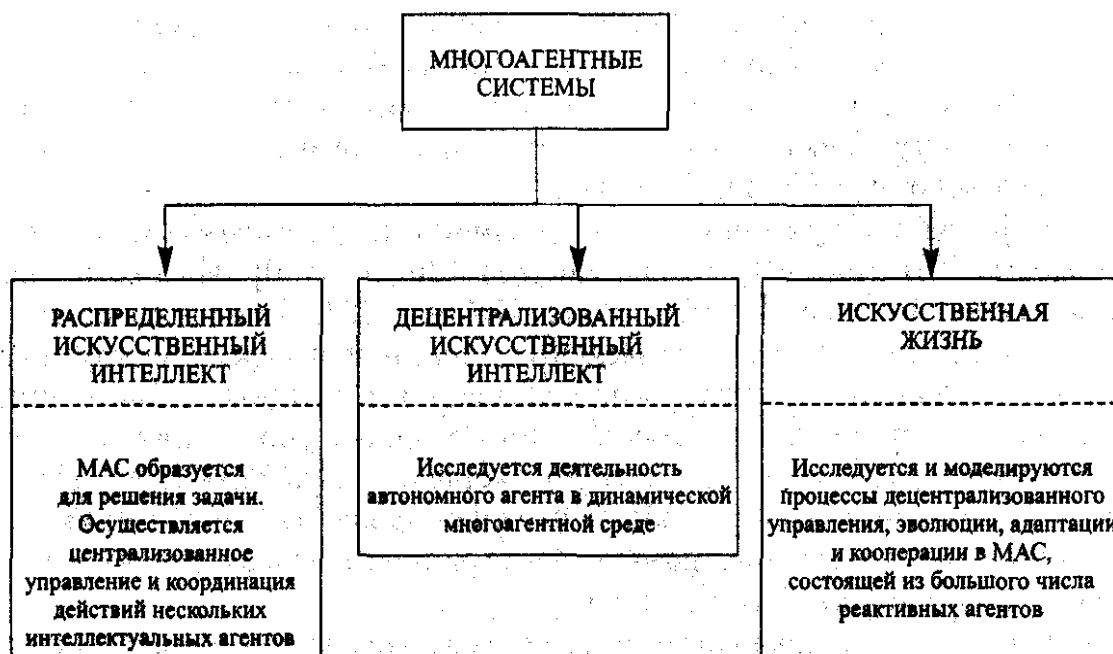 МНОГОАГЕНТНЫЕ
СИСТЕМЫ
РАСПРЕДЕЛЕННЫЙ
ИСКУССТВЕННЫЙ
ИНТЕЛЛЕКТ
МАС образуется
для решения задачи.
Осуществляется
централизованное
управление и координация
действий нескольких
интеллектуальных агентов
ДЕЦЕНТРАЛИЗОВАННЫЙ
ИСКУССТВЕННЫЙ
ИНТЕЛЛЕКТ
Исследуется деятельность
автономного агента в динамической
многоагентной среде
ИСКУССТВЕННАЯ
ЖИЗНЬ
Исследуется и моделируются
процессы децентрализованного
управления, эволюции, адаптации
и кооперации в МАС,
состоящей из большого числа
реактивных агентов